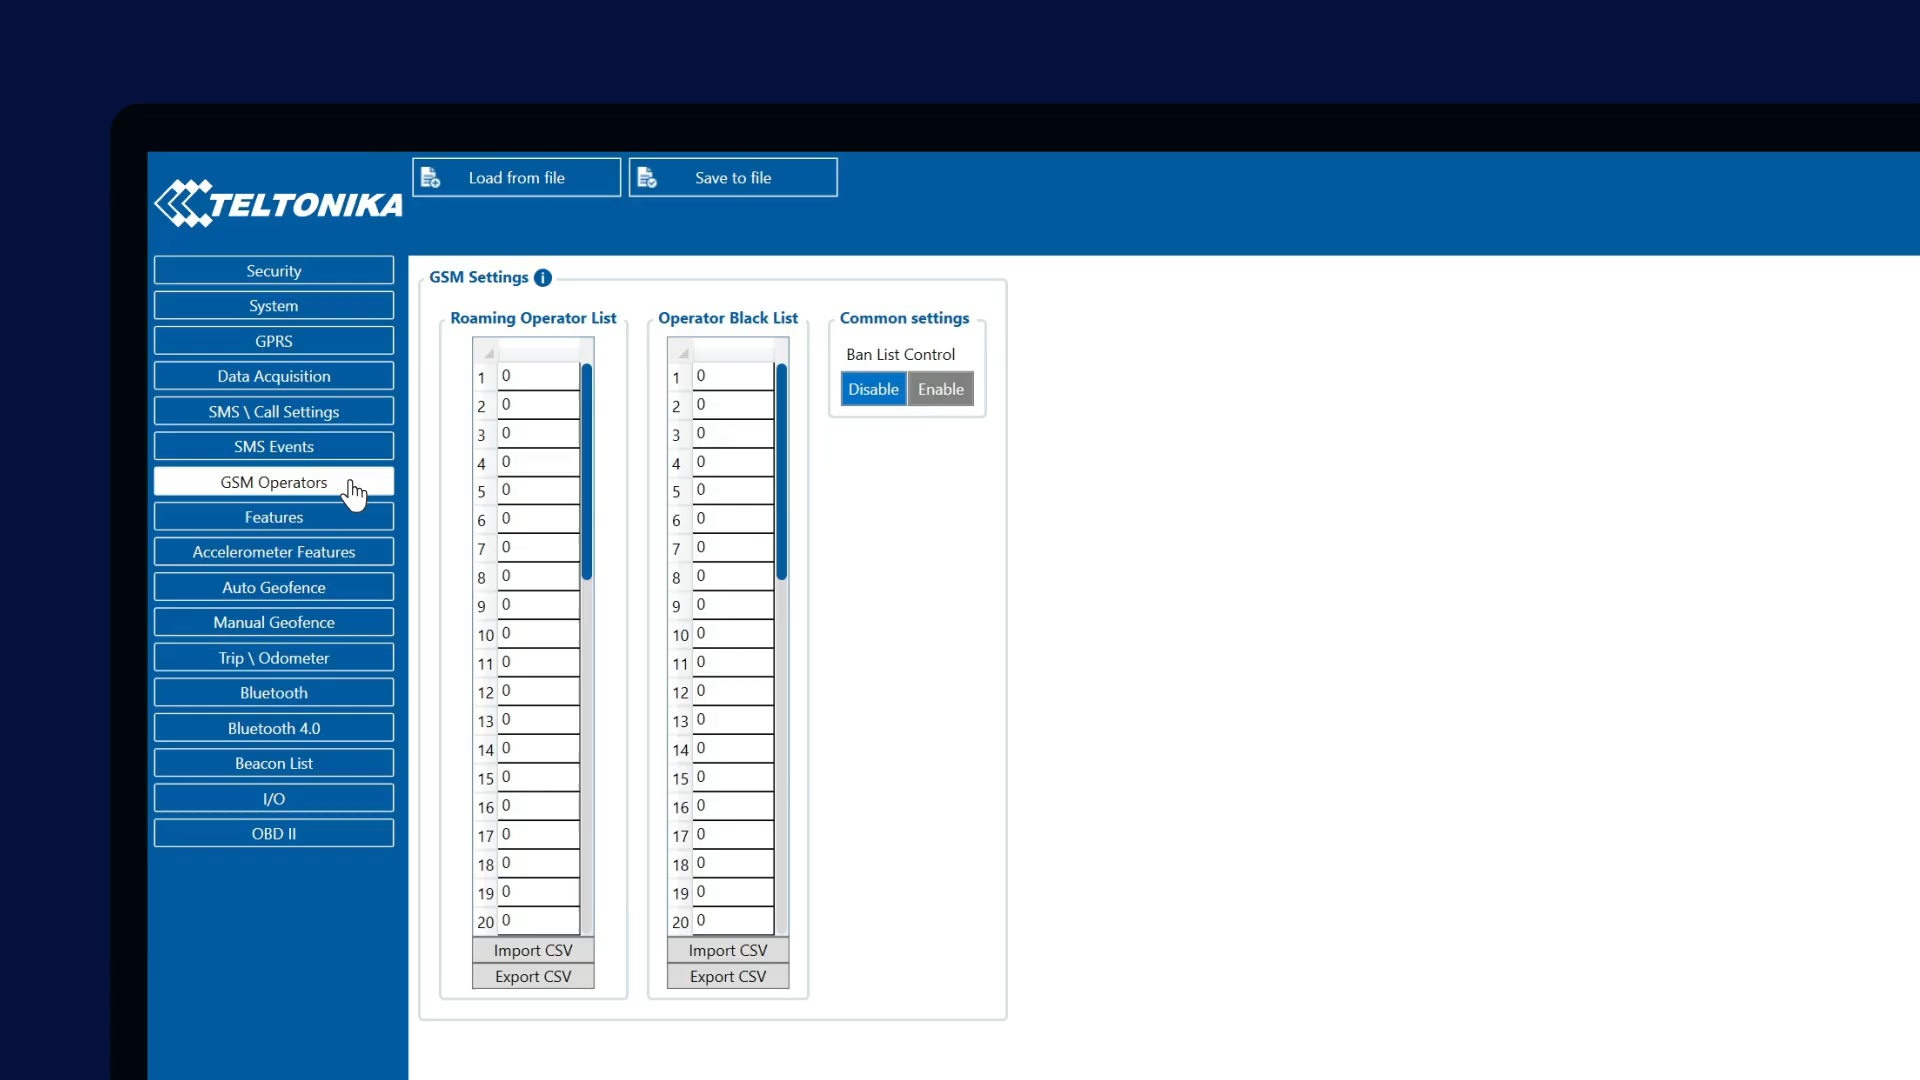 TELTONIKA
Load from file
Save to file
Security
System
GPRS
Data Acquisition
SMS \ Call Settings
SMS Events
GSM Operators
Features
Accelerometer Features
Auto Geofence
Manual Geofence
Trip \ Odometer
Bluetooth
Bluetooth 4.0
Beacon List
I/O
OBD II
GSM Settings i
Roaming Operator List
1 0
2 0
3 0
4 0
5 0
6 0
7 0
8 0
9 0
10 0
11 0
12 0
13 0
14 0
15 0
16 0
17 0
18 0
19 0
20 0
Import CSV
Export CSV
Operator Black List
1 0
2 0
3 0
4 0
5 0
6 0
7 0
8 0
9 0
10 0
11 0
12 0
13 0
14 0
15 0
16 0
17 0
18 0
19 0
20 0
Import CSV
Export CSV
Common settings
Ban List Control
Disable Enable